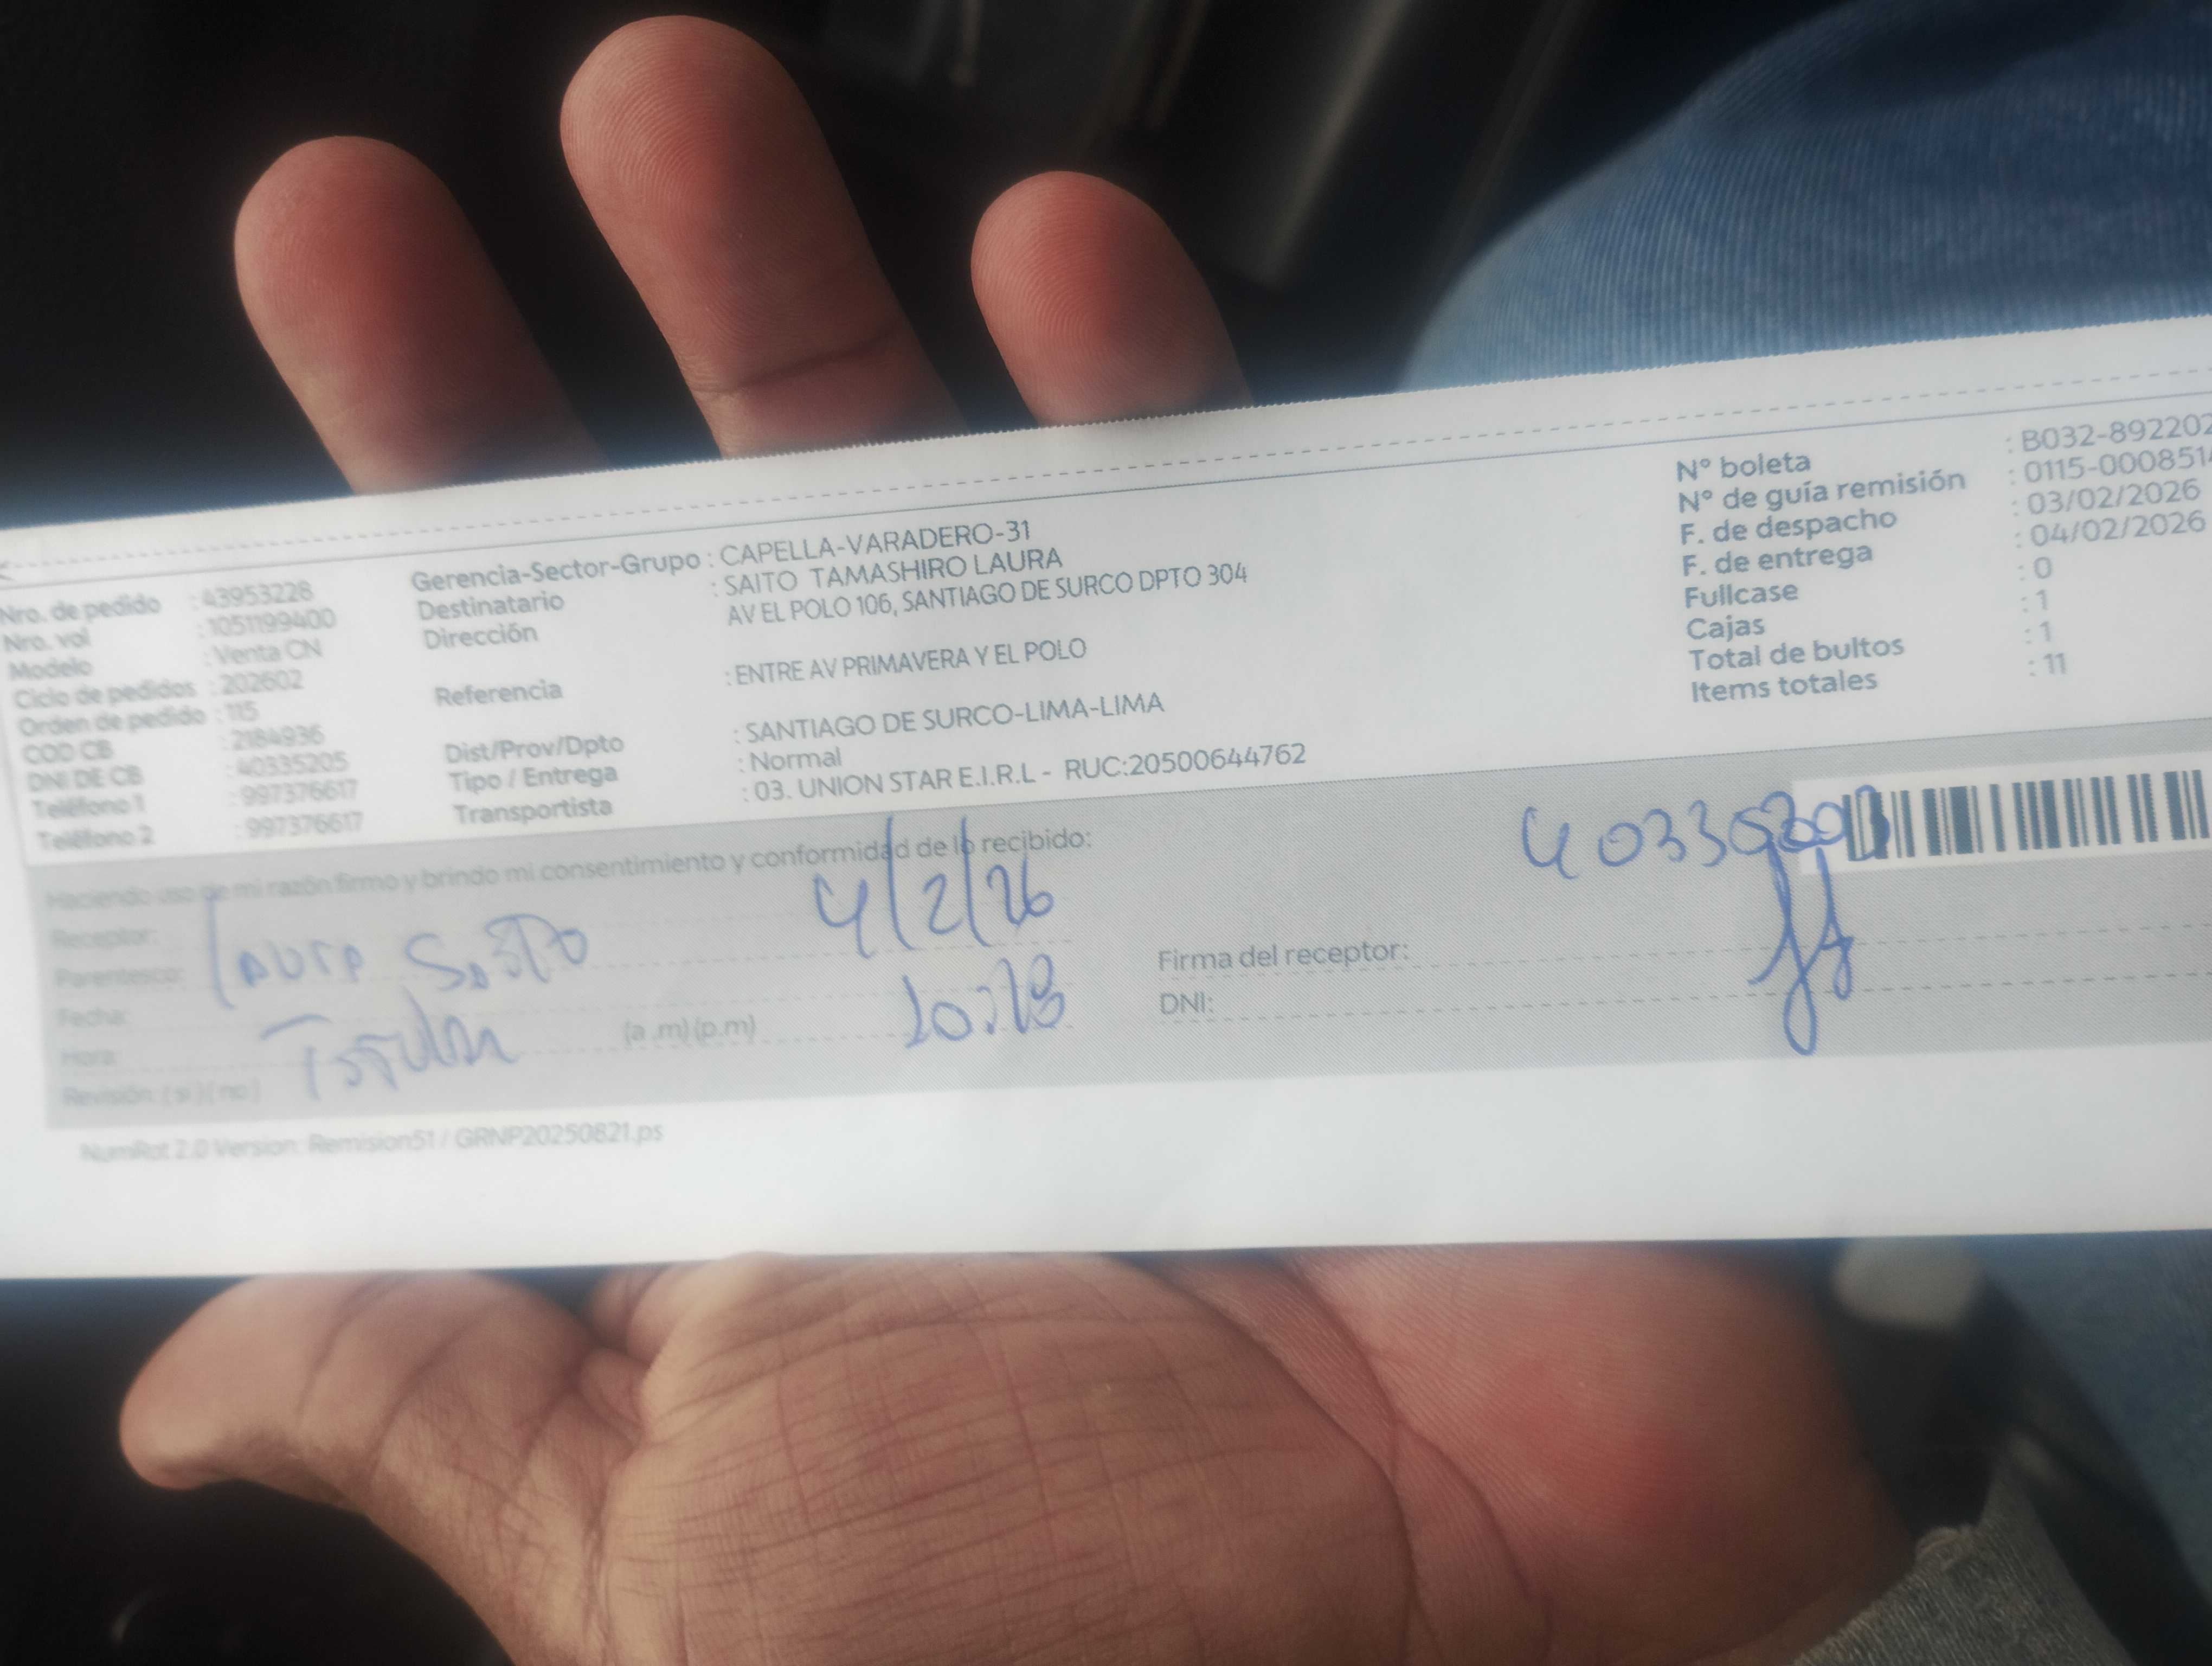 Nro. de pedido : 43953228
Nro. vol : 1051199400
Modelo : Venta CN
Ciclo de pedidos : 202602
Orden de pedido : 115
COD CB : 2184936
DNI DE CB : 40335205
Teléfono 1 : 997376617
Teléfono 2 : 997376617
Gerencia-Sector-Grupo : CAPELLA-VARADERO-31
Destinatario : SAITO TAMASHIRO LAURA
Dirección AV EL POLO 106, SANTIAGO DE SURCO DPTO 304
Referencia : ENTRE AV PRIMAVERA Y EL POLO
Dist/Prov/Dpto : SANTIAGO DE SURCO-LIMA-LIMA
Tipo / Entrega : Normal
Transportista : 03. UNION STAR E.I.R.L - RUC:20500644762
Nº boleta : B032-892202
Nº de guía remisión : 0115-000851
F. de despacho : 03/02/2026
F. de entrega : 04/02/2026
Fullcase : 0
Cajas : 1
Total de bultos : 1
Items totales : 11
Haciendo uso de mi razón firmo y brindo mi consentimiento y conformidad de lo recibido:
Receptor:
Parentesco: Laura Saito
Fecha: 4/2/26
Hora: (a .m) (p.m)
Revisión: (si) (no) Titular
Firma del receptor:
DNI:
NumRot 2.0 Version: Remision51 / GRNP20250821.ps